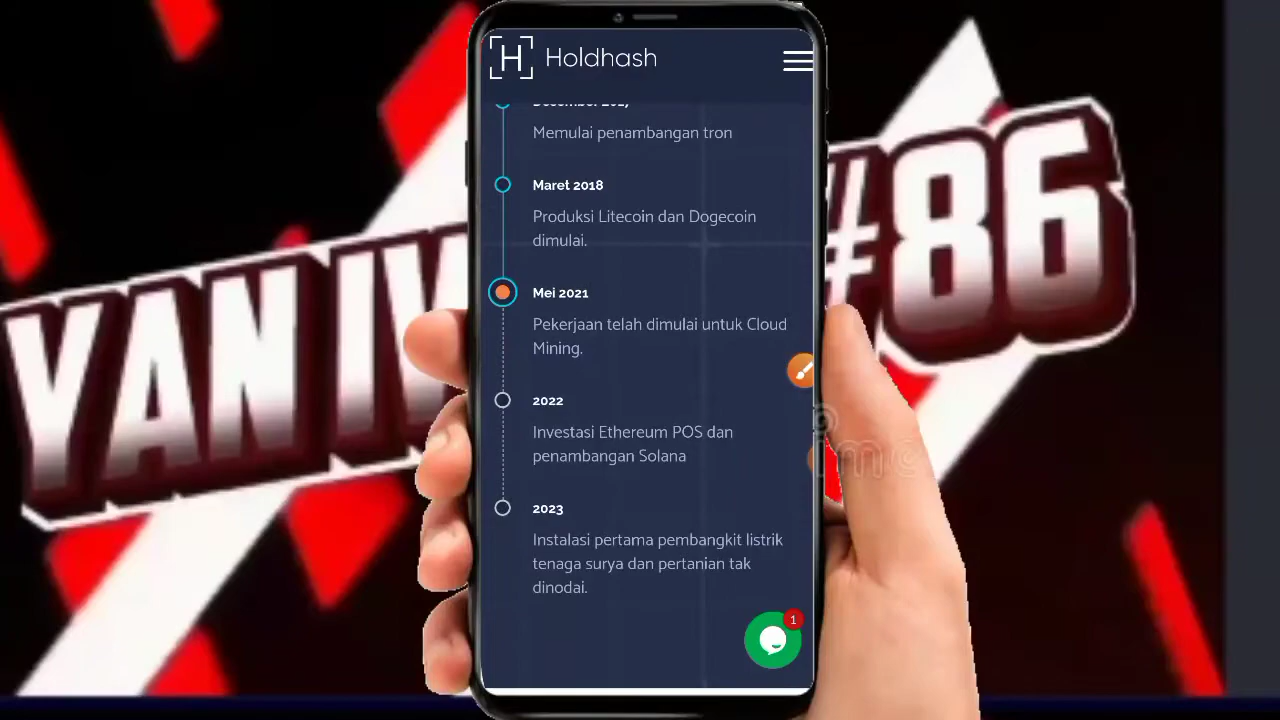 Holdhash
Memulai penambangan tron
Maret 2018
Produksi Litecoin dan Dogecoin
dimulai.
Mei 2021
Pekerjaan telah dimulai untuk Cloud
Mining.
2022
Investasi Ethereum POS dan
penambangan Solana
2023
Instalasi pertama pembangkit listrik
tenaga surya dan pertanian tak
dinodai.
1
YAN
#86